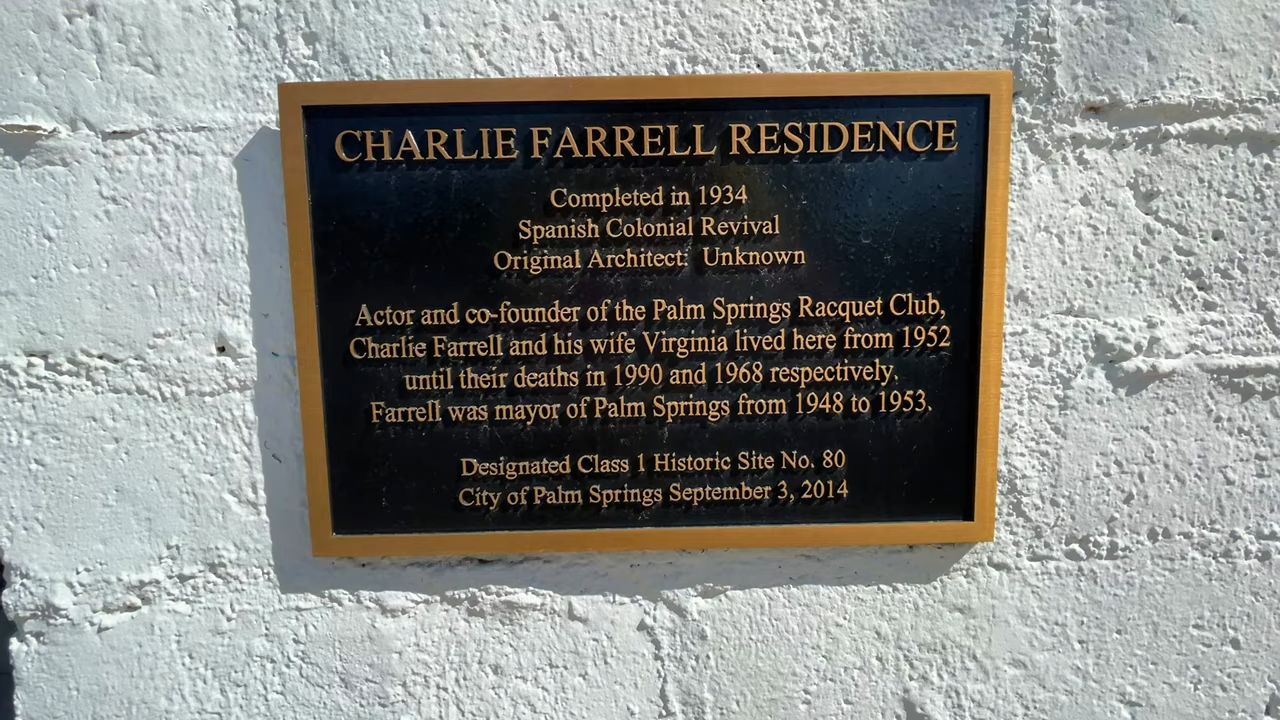 CHARLIE FARRELL RESIDENCE
Completed in 1934
Spanish Colonial Revival
Original Architect: Unknown
Actor and co-founder of the Palm Springs Racquet Club,
Charlie Farrell and his wife Virginia lived here from 1952
until their deaths in 1990 and 1968 respectively.
Farrell was mayor of Palm Springs from 1948 to 1953.
Designated Class 1 Historic Site No. 80
City of Palm Springs September 3, 2014